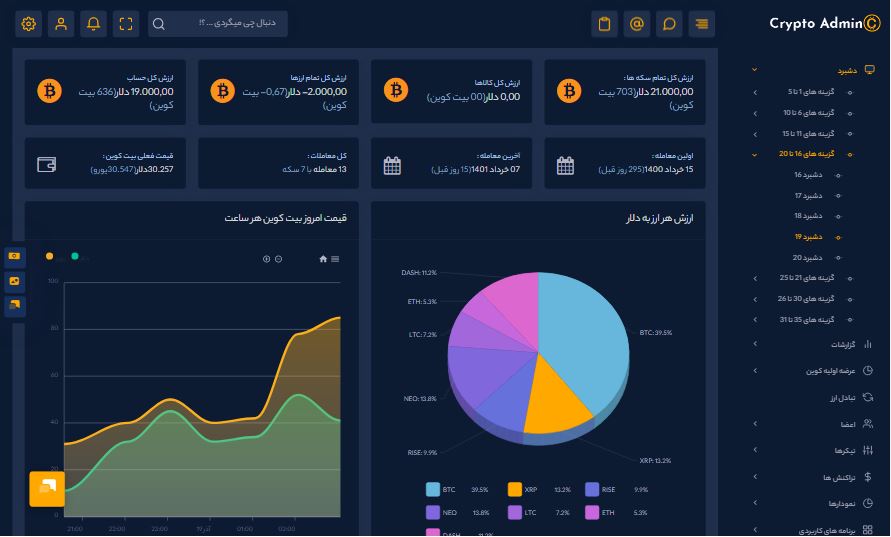 Crypto Admin
دنبال چی میگردی ... ؟!
دشبرد
گزینه های 1 تا 5
گزینه های 6 تا 10
گزینه های 11 تا 15
گزینه های 16 تا 20
دشبرد 16
دشبرد 17
دشبرد 18
دشبرد 19
دشبرد 20
گزینه های 21 تا 25
گزینه های 26 تا 30
گزینه های 31 تا 35
گزارشات
عرضه اولیه کوین
تبادل ارز
اعضا
تیکرها
تراکنش ها
نمودارها
برنامه های کاربردی
ارزش کل تمام سکه ها :
21.000,00 دلار(703 بیت
کوین)
ارزش کل کالاها
0,00 دلار(00 بیت کوین)
ارزش کل تمام ارزها
2.000,00– دلار(0,67– بیت
کوین)
ارزش کل حساب
19.000,00 دلار(636 بیت
کوین)
اولین معامله :
15 خرداد 1400(295 روز قبل)
آخرین معامله :
07 خرداد 1401(15 روز قبل)
کل معاملات :
13 معامله با 7 سکه
قیمت فعلی بیت کوین :
30.257دلار(30.547یورو)
ارزش هر ارز به دلار
DASH: 11.2%
ETH: 5.3%
LTC: 7.2%
NEO: 13.8%
RISE: 9.9%
BTC: 39.5%
XRP: 13.2%
BTC 39.5% XRP 13.2% RISE 9.9%
NEO 13.8% LTC 7.2% ETH 5.3%
DASH 11.2%
قیمت امروز بیت کوین هر ساعت
100
80
60
40
20
0
21:00 22:00 23:00 19 آذر 01:00 02:00